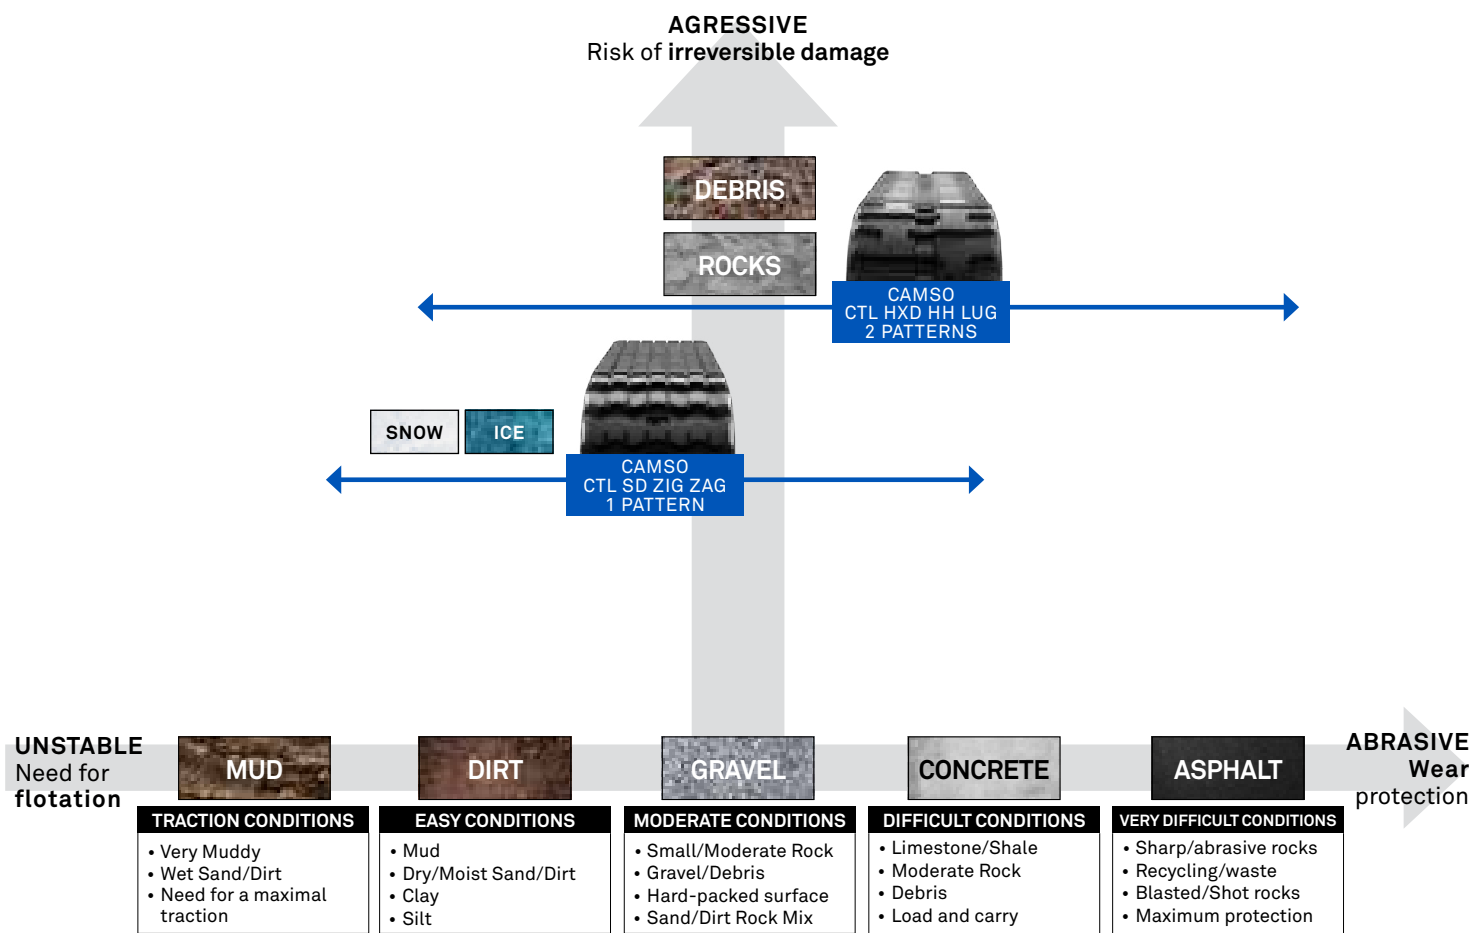 AGRESSIVE
Risk of irreversible damage
DEBRIS
ROCKS
CAMSO
CTL HXD HH LUG
2 PATTERNS
SNOW
ICE
CAMSO
CTL SD ZIG ZAG
1 PATTERN
UNSTABLE
Need for
flotation
MUD
DIRT
GRAVEL
CONCRETE
ASPHALT
ABRASIVE
Wear
protection
TRACTION CONDITIONS
• Very Muddy
• Wet Sand/Dirt
• Need for a maximal
traction
EASY CONDITIONS
• Mud
• Dry/Moist Sand/Dirt
• Clay
• Silt
MODERATE CONDITIONS
• Small/Moderate Rock
• Gravel/Debris
• Hard-packed surface
• Sand/Dirt Rock Mix
DIFFICULT CONDITIONS
• Limestone/Shale
• Moderate Rock
• Debris
• Load and carry
VERY DIFFICULT CONDITIONS
• Sharp/abrasive rocks
• Recycling/waste
• Blasted/Shot rocks
• Maximum protection